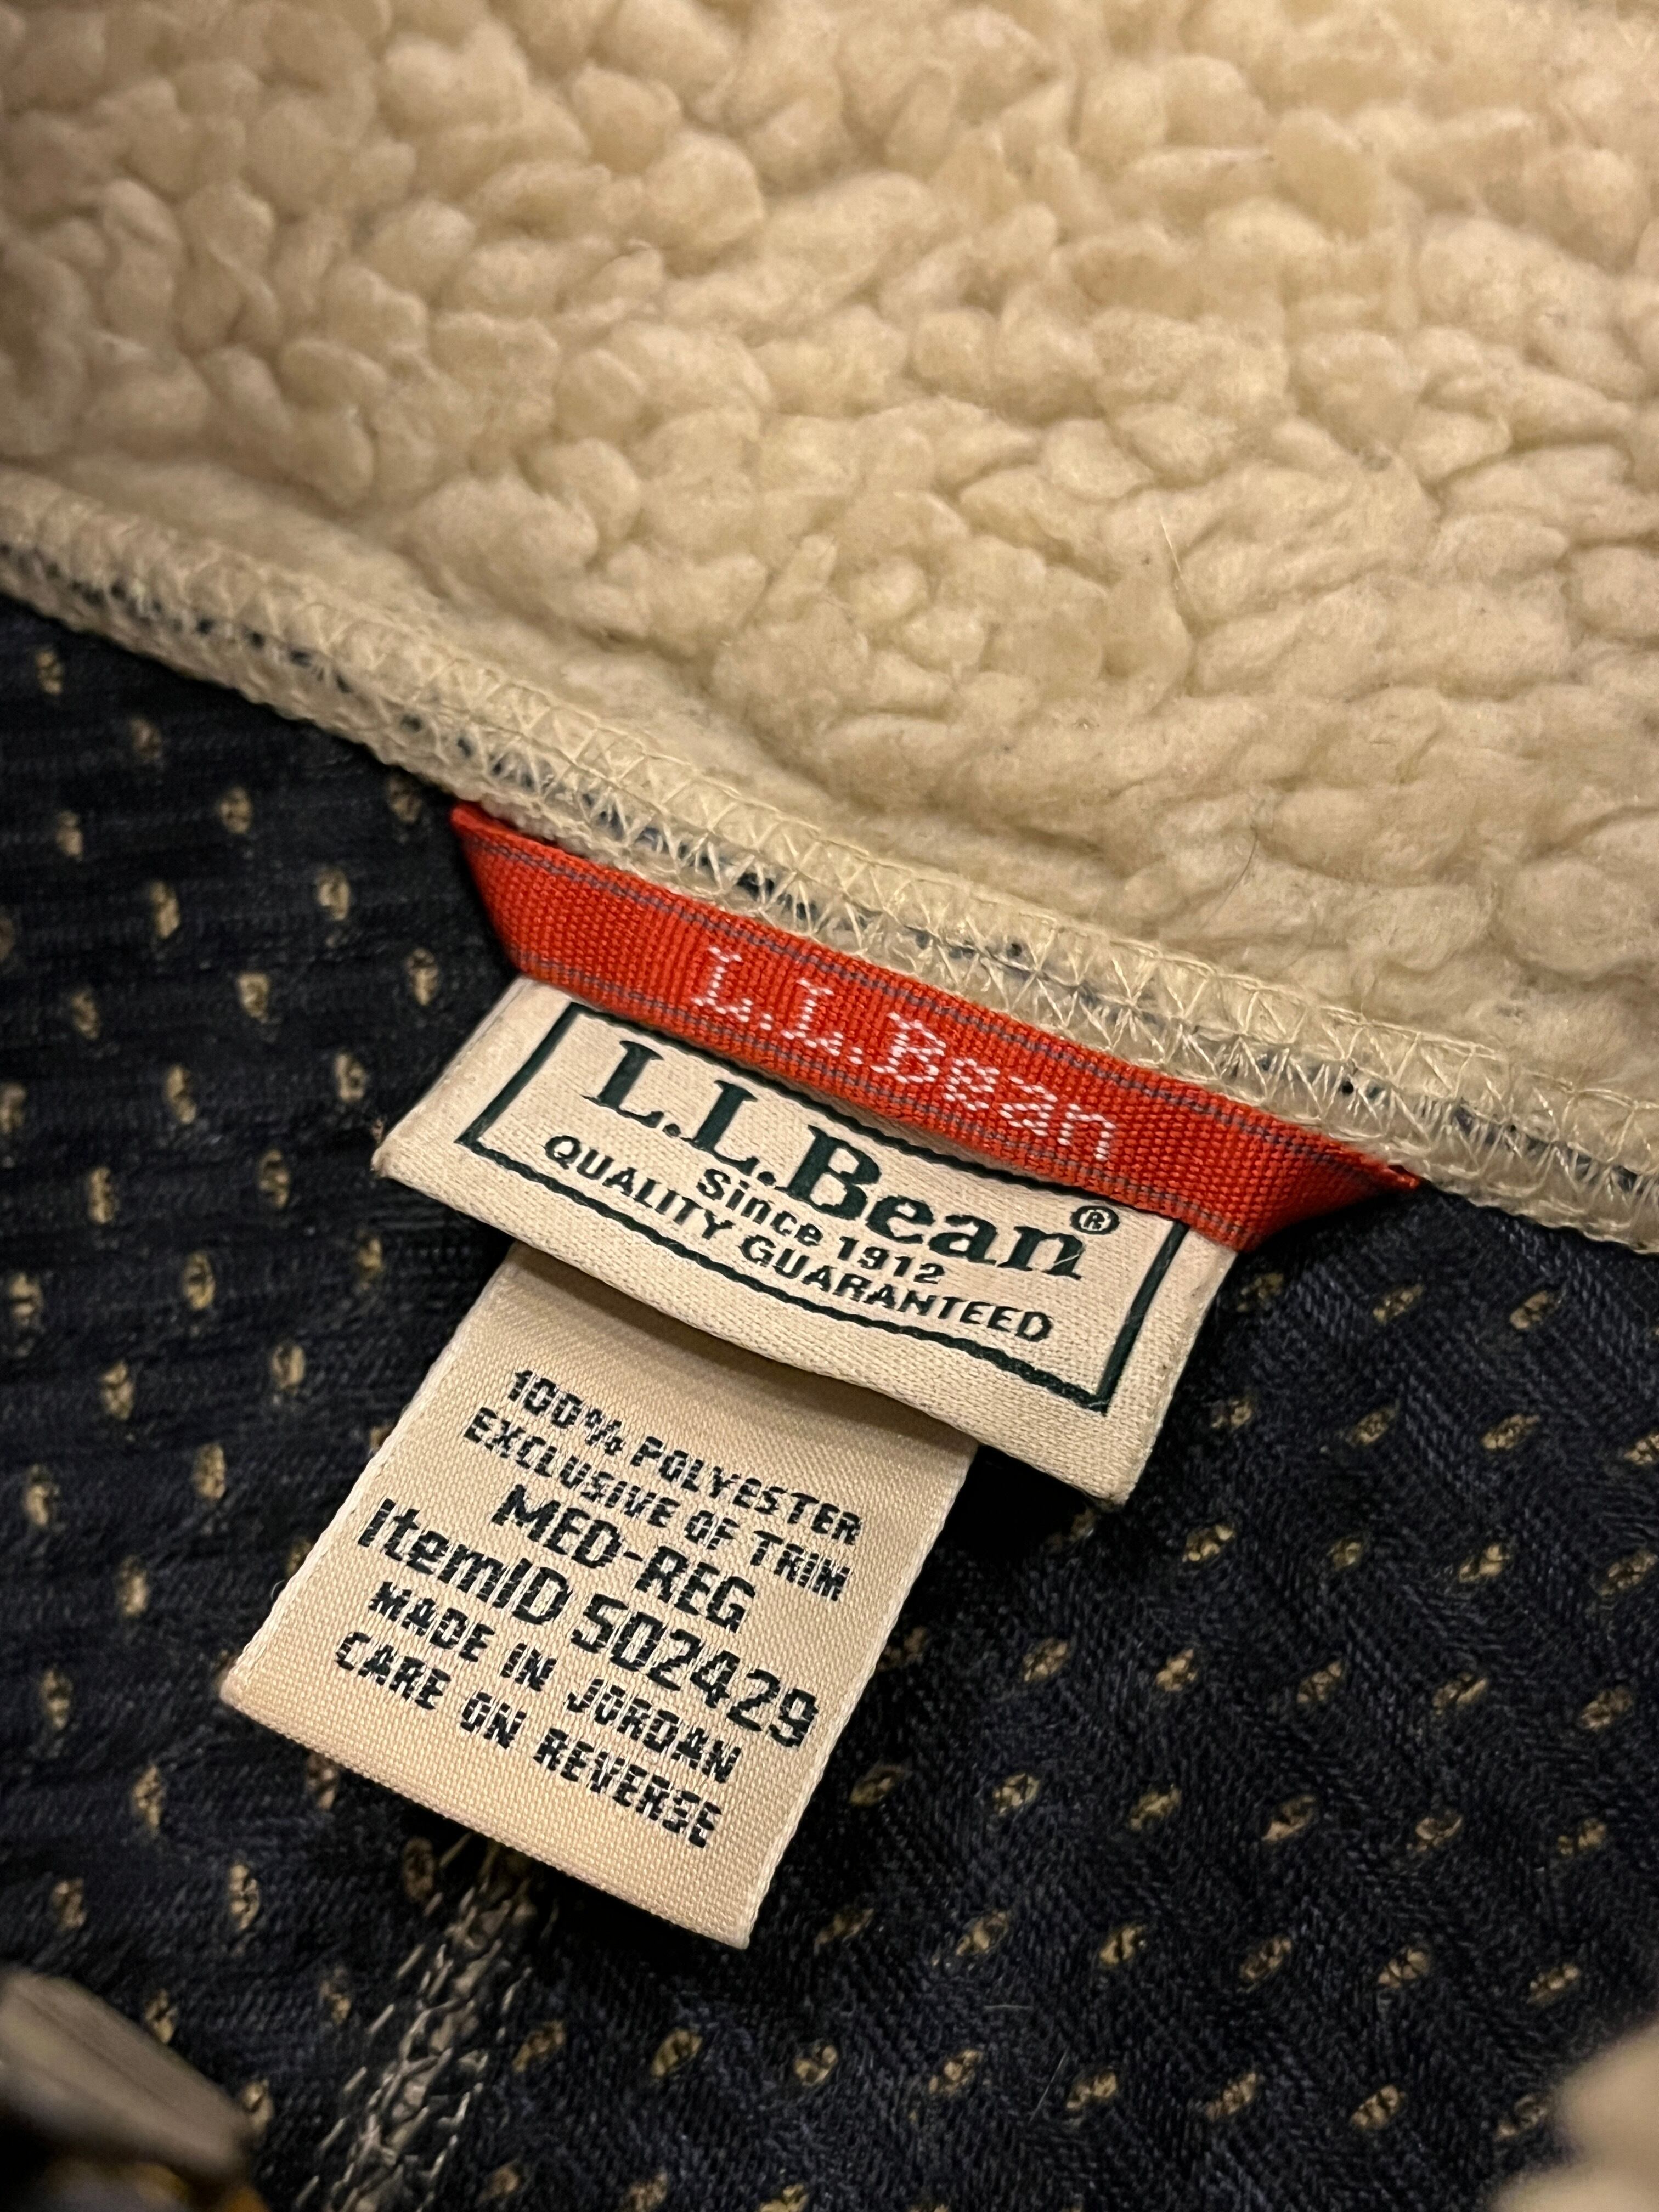 L.L.Bean
L.L.Bean®
Since 1912
QUALITY GUARANTEED
100% POLYESTER
EXCLUSIVE OF TRIM
MED-REG
ItemID 502429
MADE IN JORDAN
CARE ON REVERSE